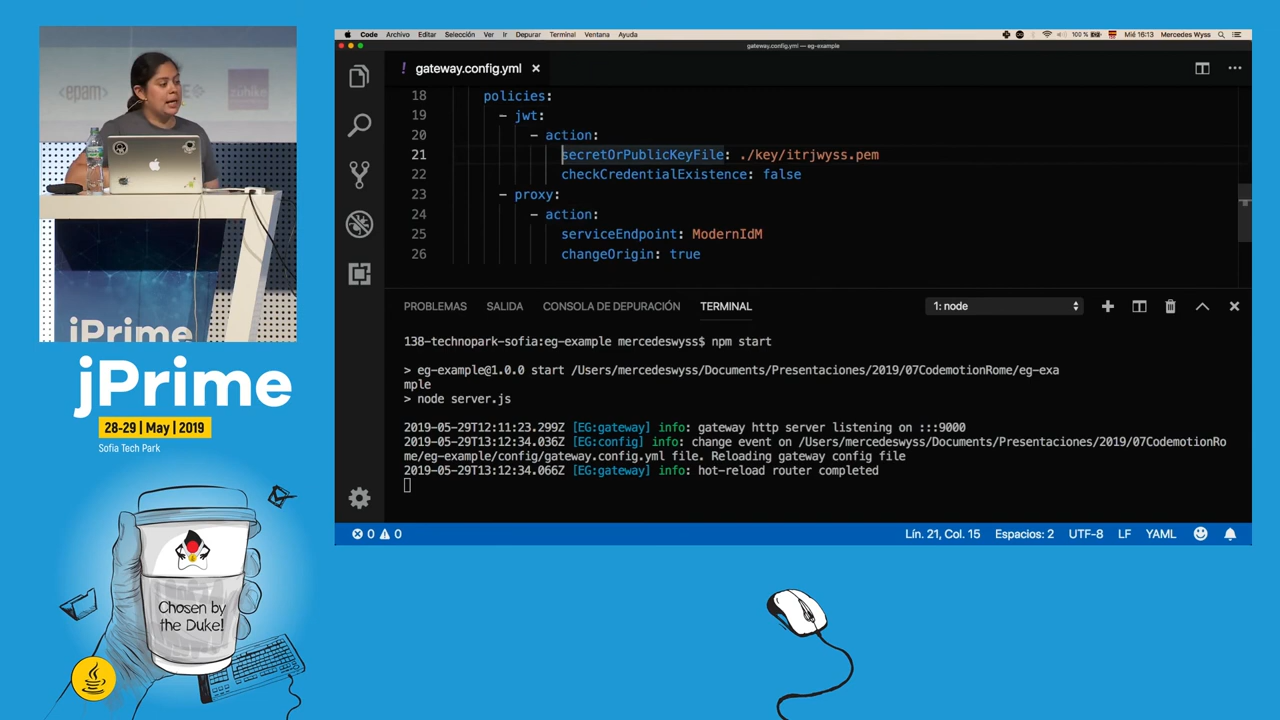 <epam>
zühlke
jPrime
jPrime
28-29 | May | 2019
Sofia Tech Park
Chosen by
the Duke!
Code Archivo Editar Selección Ver Ir Depurar Terminal Ventana Ayuda
100 % Mié 16:13 Mercedes Wyss
gateway.config.yml — eg-example
! gateway.config.yml
18 policies:
19 - jwt:
20 - action:
21 secretOrPublicKeyFile: ./key/itrjwyss.pem
22 checkCredentialExistence: false
23 - proxy:
24 - action:
25 serviceEndpoint: ModernIdM
26 changeOrigin: true
PROBLEMAS SALIDA CONSOLA DE DEPURACIÓN TERMINAL 1: node
138-technopark-sofia:eg-example mercedeswyss$ npm start
> eg-example@1.0.0 start /Users/mercedeswyss/Documents/Presentaciones/2019/07CodemotionRome/eg-exa
mple
> node server.js
2019-05-29T12:11:23.299Z [EG:gateway] info: gateway http server listening on :::9000
2019-05-29T13:12:34.036Z [EG:config] info: change event on /Users/mercedeswyss/Documents/Presentaciones/2019/07CodemotionRo
me/eg-example/config/gateway.config.yml file. Reloading gateway config file
2019-05-29T13:12:34.066Z [EG:gateway] info: hot-reload router completed
0 0 Lín. 21, Col. 15 Espacios: 2 UTF-8 LF YAML